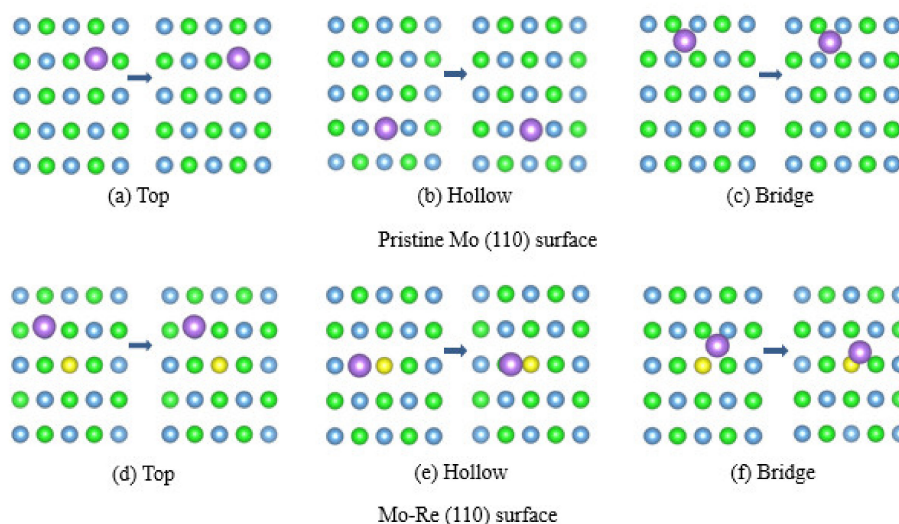 (a) Top
(b) Hollow
(c) Bridge
Pristine Mo (110) surface
(d) Top
(e) Hollow
(f) Bridge
Mo-Re (110) surface